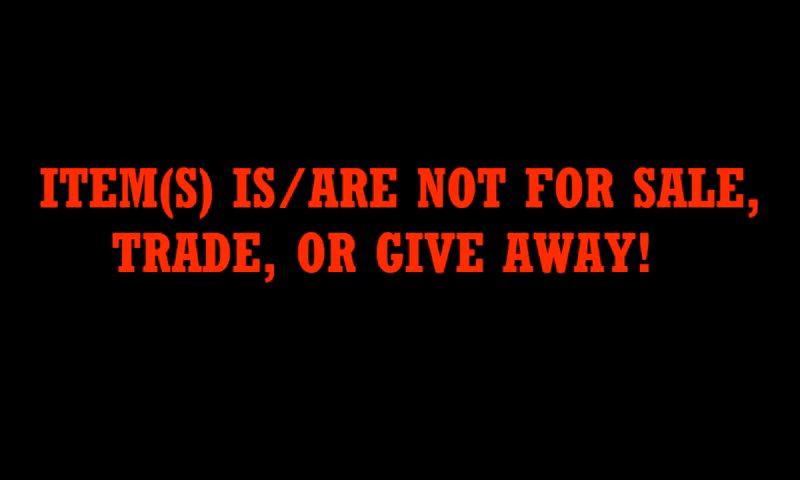 ITEM(S) IS/ARE NOT FOR SALE,
TRADE, OR GIVE AWAY!